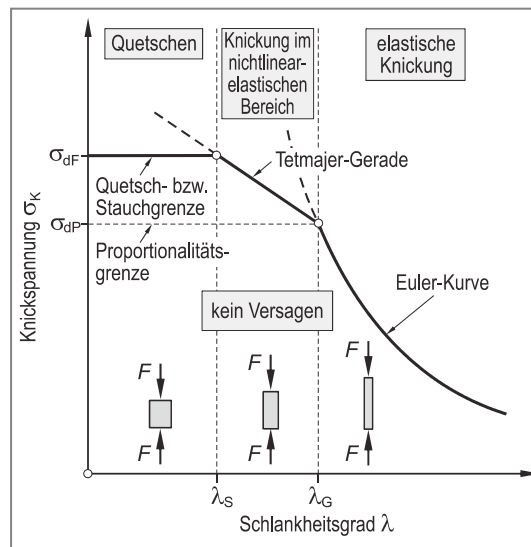 Quetschen
Knickung im
nichtlinear-
elastischen
Bereich
elastische
Knickung
Knickspannung σK
σdF
Tetmajer-Gerade
Quetsch- bzw.
Stauchgrenze
σdP
Proportionalitäts-
grenze
Euler-Kurve
kein Versagen
F
F
F
F
F
F
λS
λG
Schlankheitsgrad λ